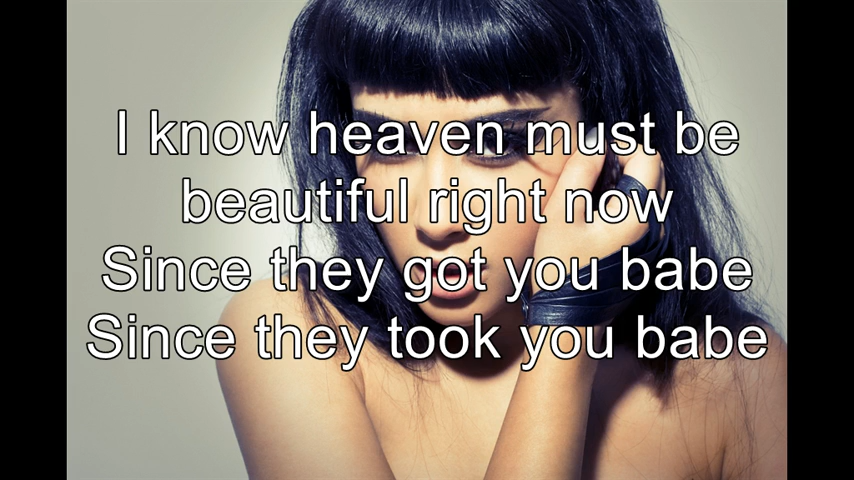 I know heaven must be
beautiful right now
Since they got you babe
Since they took you babe